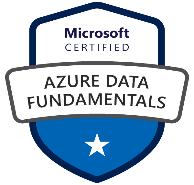 Microsoft
CERTIFIED
AZURE DATA
FUNDAMENTALS